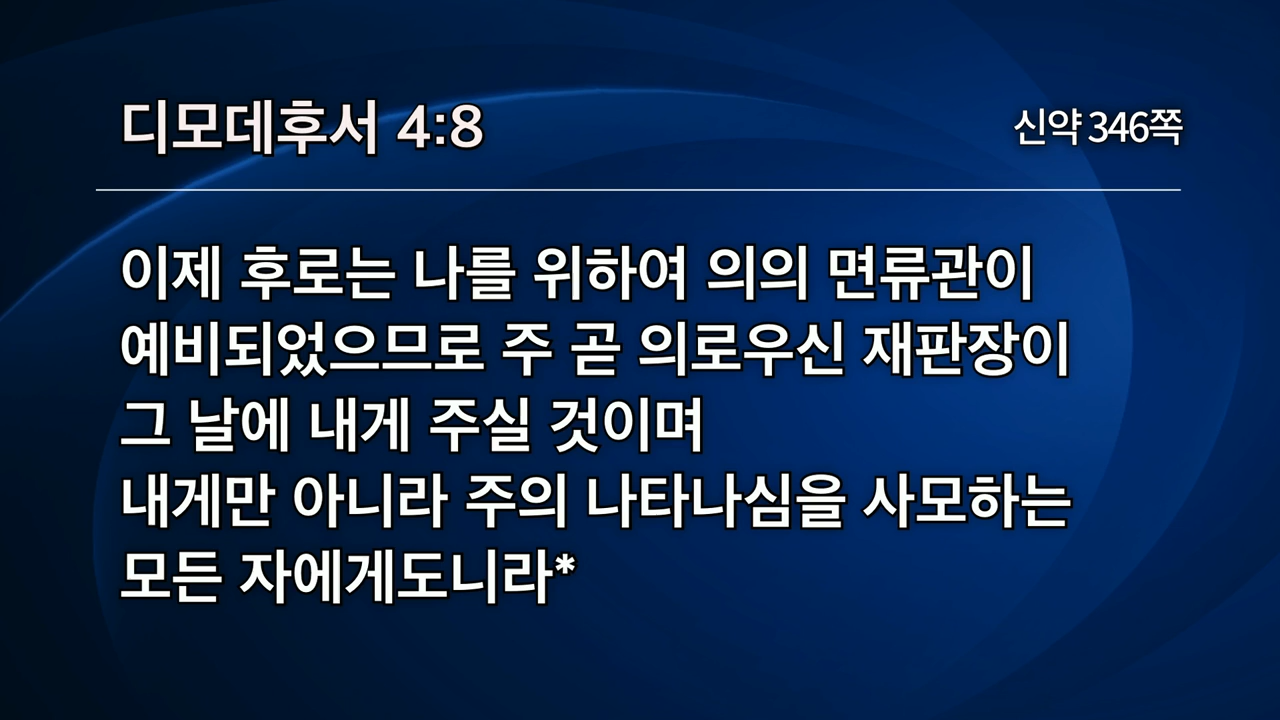 디모데후서 4:8
신약 346쪽
이제 후로는 나를 위하여 의의 면류관이
예비되었으므로 주 곧 의로우신 재판장이
그 날에 내게 주실 것이며
내게만 아니라 주의 나타나심을 사모하는
모든 자에게도니라*